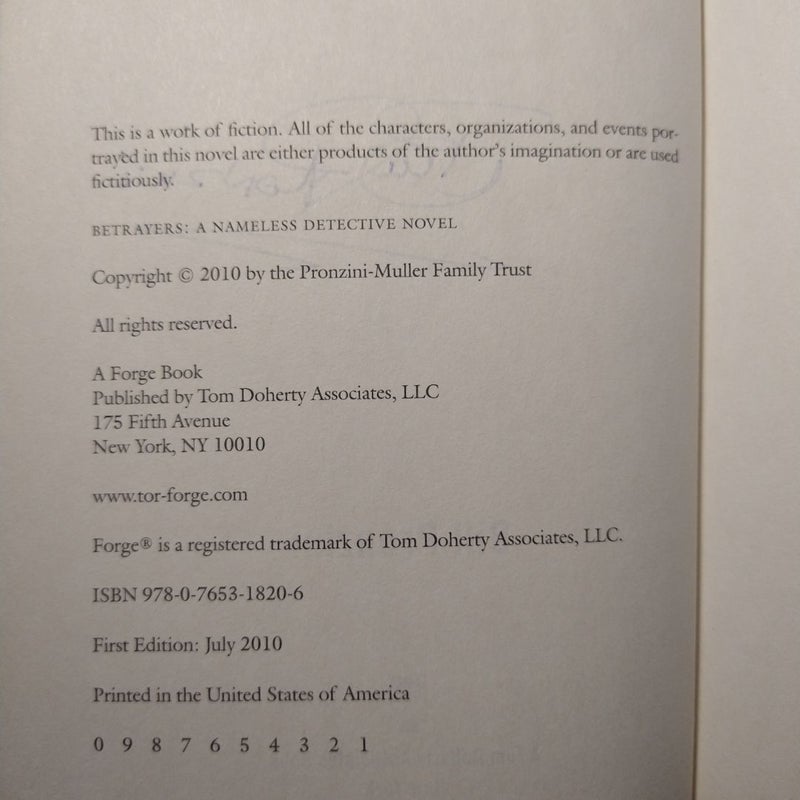 This is a work of fiction. All of the characters, organizations, and events por-
trayed in this novel are either products of the author's imagination or are used
fictitiously.
BETRAYERS: A NAMELESS DETECTIVE NOVEL
Copyright © 2010 by the Pronzini-Muller Family Trust
All rights reserved.
A Forge Book
Published by Tom Doherty Associates, LLC
175 Fifth Avenue
New York, NY 10010
www.tor-forge.com
Forge® is a registered trademark of Tom Doherty Associates, LLC.
ISBN 978-0-7653-1820-6
First Edition: July 2010
Printed in the United States of America
0 9 8 7 6 5 4 3 2 1